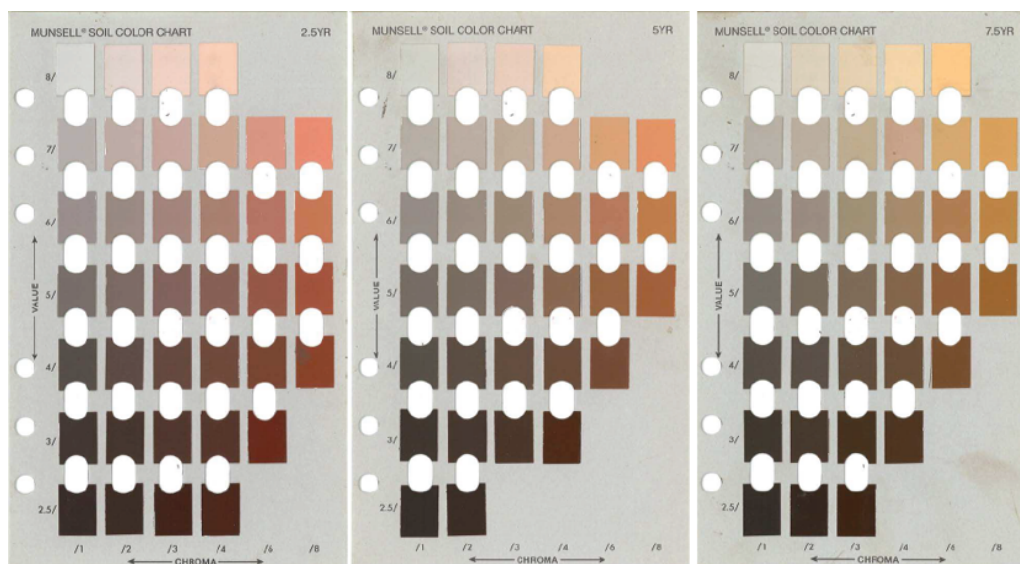 MUNSELL® SOIL COLOR CHART 2.5YR
8/
7/
6/
5/
4/
3/
2.5/
VALUE
/1 /2 /3 /4 /6 /8
CHROMA
MUNSELL® SOIL COLOR CHART 5YR
8/
7/
6/
5/
4/
3/
2.5/
VALUE
/1 /2 /3 /4 /6 /8
CHROMA
MUNSELL® SOIL COLOR CHART 7.5YR
8/
7/
6/
5/
4/
3/
2.5/
VALUE
/1 /2 /3 /4 /6 /8
CHROMA